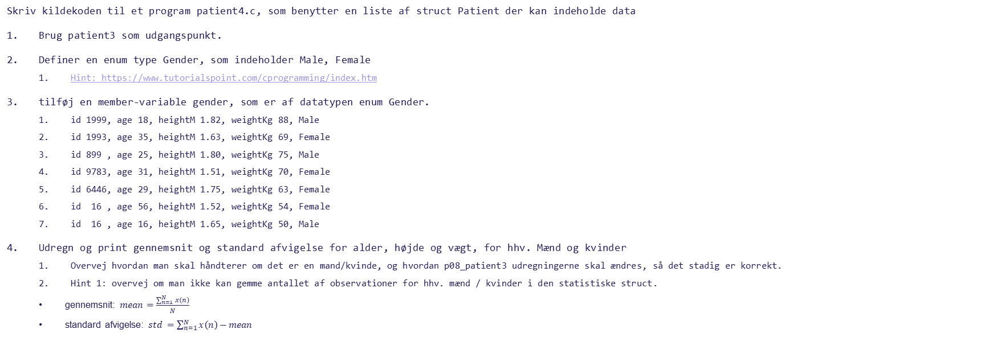 Skriv kildekoden til et program patient4.c, som benytter en liste af struct Patient der kan indeholde data
1. Brug patient3 som udgangspunkt.
2. Definer en enum type Gender, som indeholder Male, Female
1. Hint: https://www.tutorialspoint.com/cprogramming/index.htm
3. tilføj en member-variable gender, som er af datatypen enum Gender.
1. id 1999, age 18, heightM 1.82, weightKg 88, Male
2. id 1993, age 35, heightM 1.63, weightKg 69, Female
3. id 899 , age 25, heightM 1.80, weightKg 75, Male
4. id 9783, age 31, heightM 1.51, weightKg 70, Female
5. id 6446, age 29, heightM 1.75, weightKg 63, Female
6. id  16 , age 56, heightM 1.52, weightKg 54, Female
7. id  16 , age 16, heightM 1.65, weightKg 50, Male
4. Udregn og print gennemsnit og standard afvigelse for alder, højde og vægt, for hhv. Mænd og kvinder
1. Overvej hvordan man skal håndterer om det er en mand/kvinde, og hvordan p08_patient3 udregningerne skal ændres, så det stadig er korrekt.
2. Hint 1: overvej om man ikke kan gemme antallet af observationer for hhv. mænd / kvinder i den statistiske struct.
• gennemsnit: mean = \frac{\sum_{n=1}^{N} x(n)}{N}
• standard afvigelse: std = \sum_{n=1}^{N} x(n) − mean